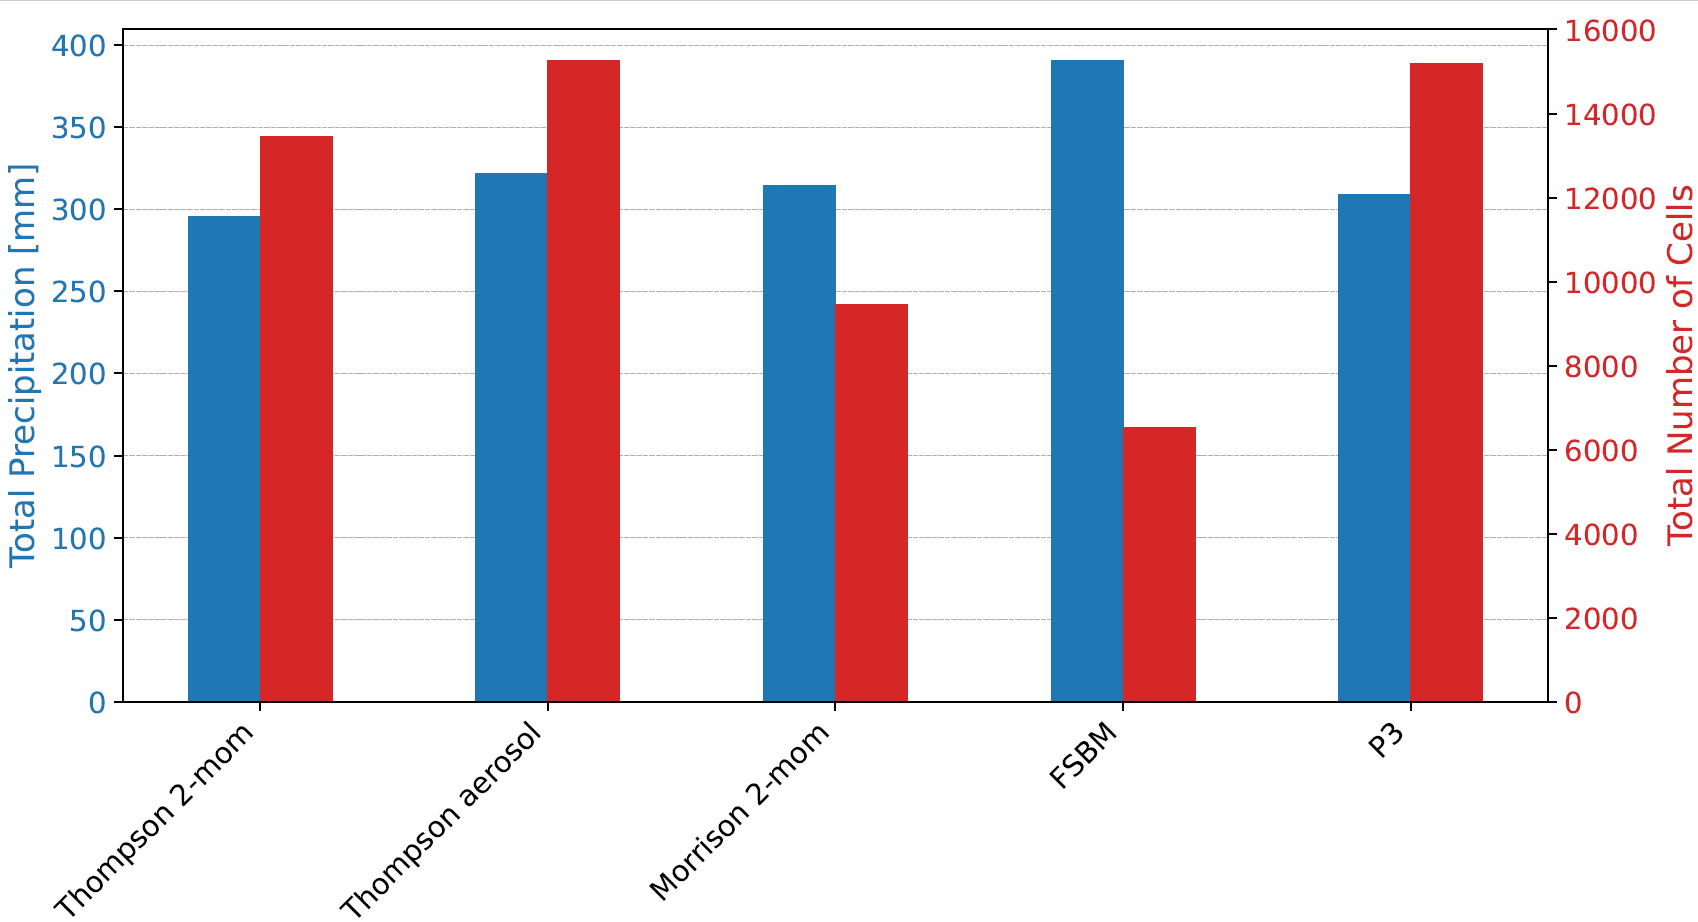 Total Precipitation [mm]
400
350
300
250
200
150
100
50
0
16000
14000
12000
10000
8000
6000
4000
2000
0
Total Number of Cells
Thompson 2-mom
Thompson aerosol
Morrison 2-mom
FSBM
P3